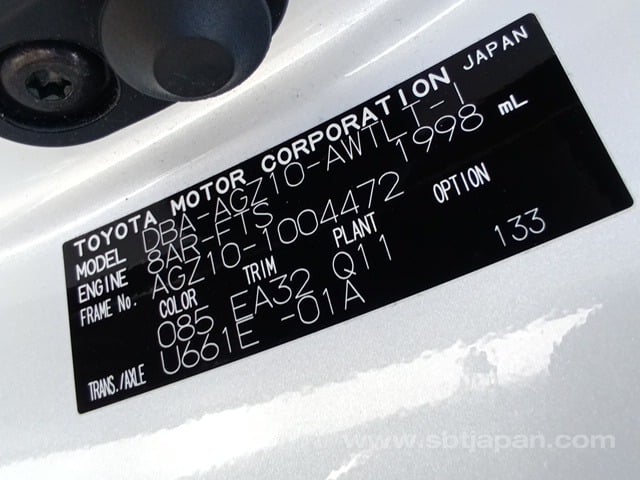 TOYOTA MOTOR CORPORATION JAPAN
MODEL DBA-AGZ10-AWTLT-1
ENGINE 8AR-FTS 1998 mL
FRAME No. AGZ10-1004472
COLOR TRIM PLANT OPTION
085 EA32 Q11 133
TRANS./AXLE U661E -01A
www.sbtjapan.com